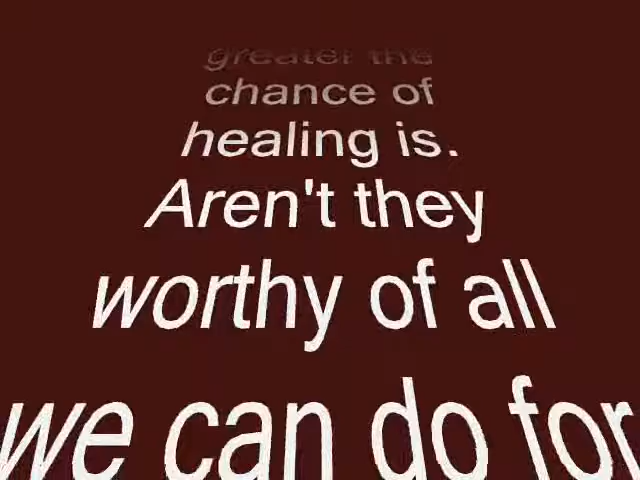 greater the
chance of
healing is.
Aren't they
worthy of all
we can do for